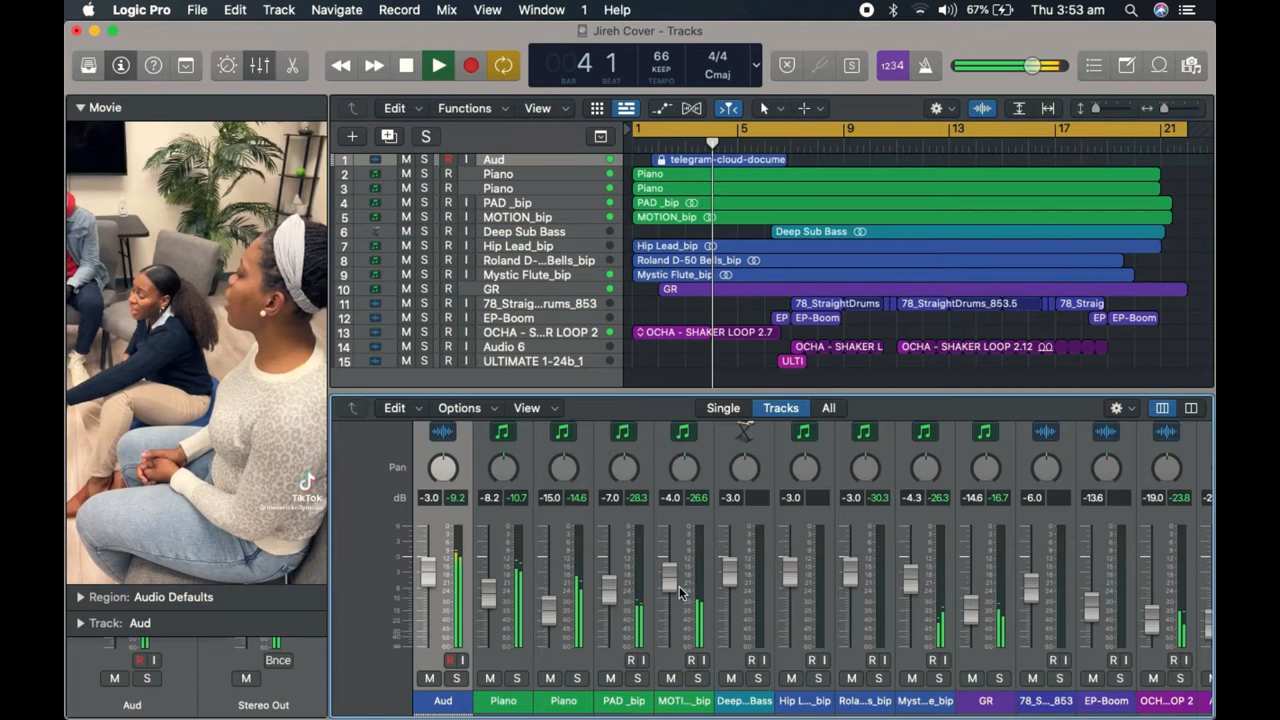 Logic Pro File Edit Track Navigate Record Mix View Window 1 Help 67% Thu 3:53 am
Jireh Cover - Tracks
4 1 66 4/4
KEEP Cmaj
BAR BEAT TEMPO
1234
Movie
Edit Functions View
1 5 9 13 17 21
S
1 M S R I Aud telegram-cloud-docume
2 M S R Piano Piano
3 M S R Piano Piano
4 M S R I PAD _bip PAD _bip
5 M S R I MOTION_bip MOTION_bip
6 M S R I Deep Sub Bass Deep Sub Bass
7 M S R I Hip Lead_bip Hip Lead_bip
8 M S R I Roland D-...Bells_bip Roland D-50 Bells_bip
9 M S R I Mystic Flute_bip Mystic Flute_bip
10 M S R I GR GR
11 M S R I 78_Straig...rums_853 78_StraightDrums 78_StraightDrums_853.5 78_Straig
12 M S R I EP-Boom EP EP-Boom EP EP-Boom
13 M S R I OCHA - S...R LOOP 2 OCHA - SHAKER LOOP 2.7
14 M S R I Audio 6 OCHA - SHAKER L OCHA - SHAKER LOOP 2.12
15 M S R I ULTIMATE 1-24b_1 ULTI
Edit Options View Single Tracks All
Pan
dB -3.0 -9.2 -8.2 -10.7 -15.0 -14.6 -7.0 -28.3 -4.0 -26.6 -3.0 -3.0 -3.0 -30.3 -4.3 -26.3 -14.6 -16.7 -6.0 -13.6 -19.0 -23.8
TikTok
Region: Audio Defaults
Track: Aud
R I Bnce
M S M
Aud Stereo Out
R I R I R I R I R I R I R I R I R I R I
M S M S M S M S M S M S M S M S M S M S M S M S M S
Aud Piano Piano PAD _bip MOTI..._bip Deep...Bass Hip L..._bip Rola...s_bip Myst...e_bip GR 78_S..._853 EP-Boom OCH...OP 2